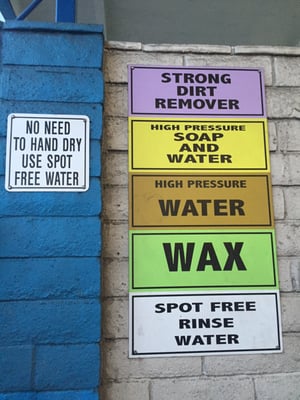 NO NEED
TO HAND DRY
USE SPOT
FREE WATER
STRONG
DIRT
REMOVER
HIGH PRESSURE
SOAP
AND
WATER
HIGH PRESSURE
WATER
WAX
SPOT FREE
RINSE
WATER